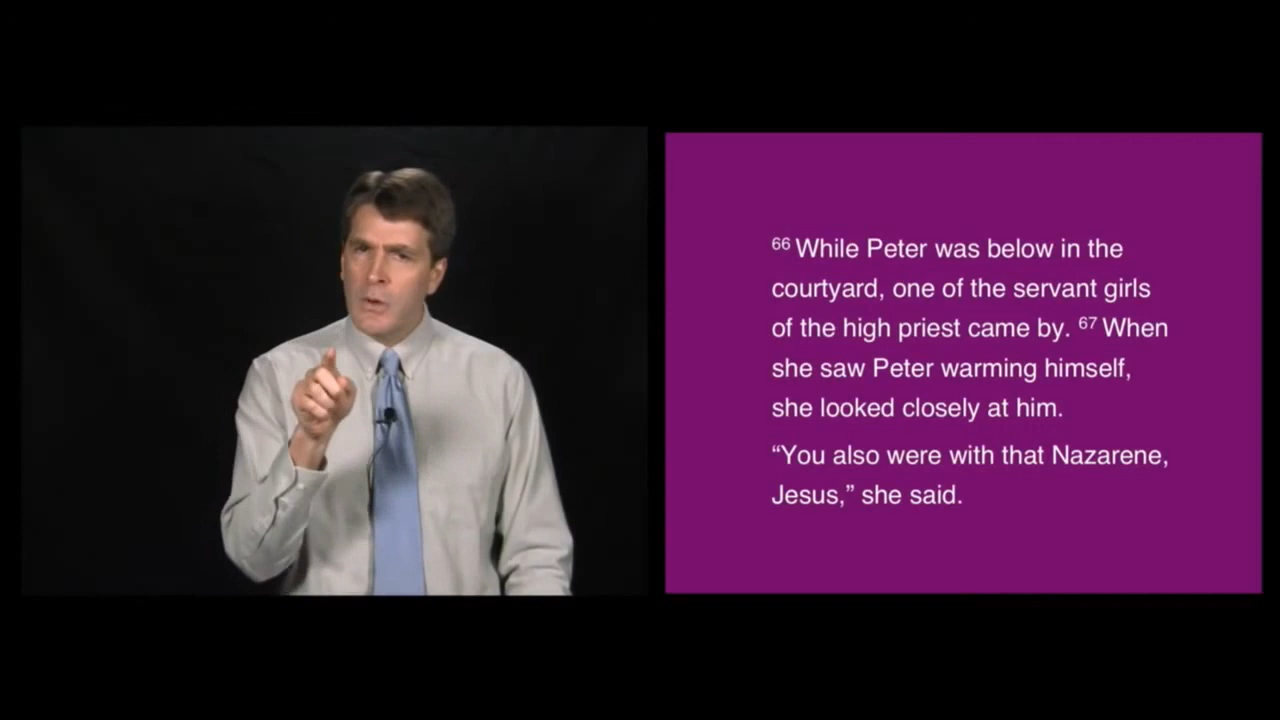 66 While Peter was below in the
courtyard, one of the servant girls
of the high priest came by. 67 When
she saw Peter warming himself,
she looked closely at him.
“You also were with that Nazarene,
Jesus,” she said.